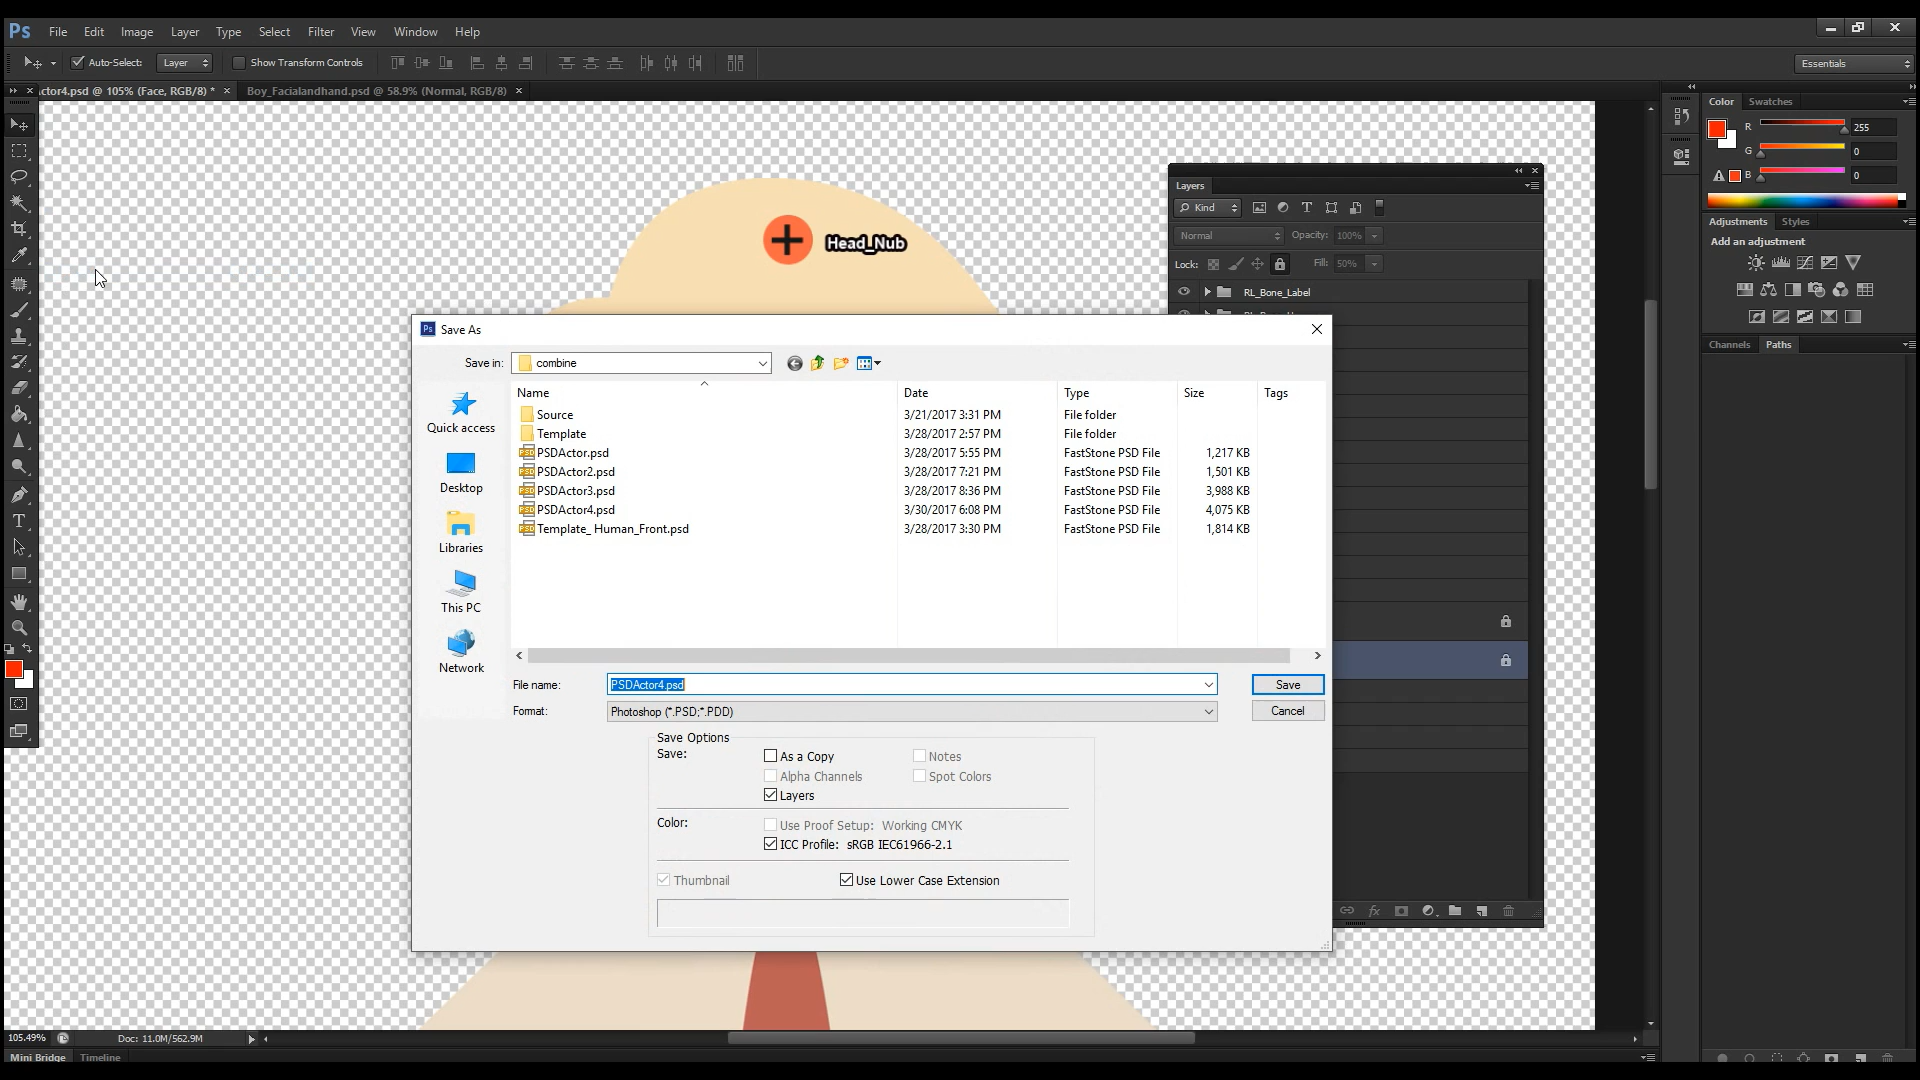 Ps File Edit Image Layer Type Select Filter View Window Help
Auto-Select: Layer Show Transform Controls Essentials
ctor4.psd @ 105% (Face, RGB/8) * × Boy_Facialandhand.psd @ 58.9% (Normal, RGB/8) ×
Color Swatches
R 255
G 0
B 0
Head_Nub
Layers
Kind
Normal Opacity: 100%
Lock: Fill: 50%
RL_Bone_Label
Adjustments Styles
Add an adjustment
Channels Paths
Ps Save As
Save in: combine
Name Date Type Size Tags
Source 3/21/2017 3:31 PM File folder
Template 3/28/2017 2:57 PM File folder
PSDActor.psd 3/28/2017 5:55 PM FastStone PSD File 1,217 KB
PSDActor2.psd 3/28/2017 7:21 PM FastStone PSD File 1,501 KB
PSDActor3.psd 3/28/2017 8:36 PM FastStone PSD File 3,988 KB
PSDActor4.psd 3/30/2017 6:08 PM FastStone PSD File 4,075 KB
Template_ Human_Front.psd 3/28/2017 3:30 PM FastStone PSD File 1,814 KB
Quick access
Desktop
Libraries
This PC
Network
File name: PSDActor4.psd Save
Format: Photoshop (*.PSD;*.PDD) Cancel
Save Options
Save: As a Copy Notes
Alpha Channels Spot Colors
Layers
Color: Use Proof Setup: Working CMYK
ICC Profile: sRGB IEC61966-2.1
Thumbnail Use Lower Case Extension
105.49% Doc: 11.0M/562.9M
Mini Bridge Timeline